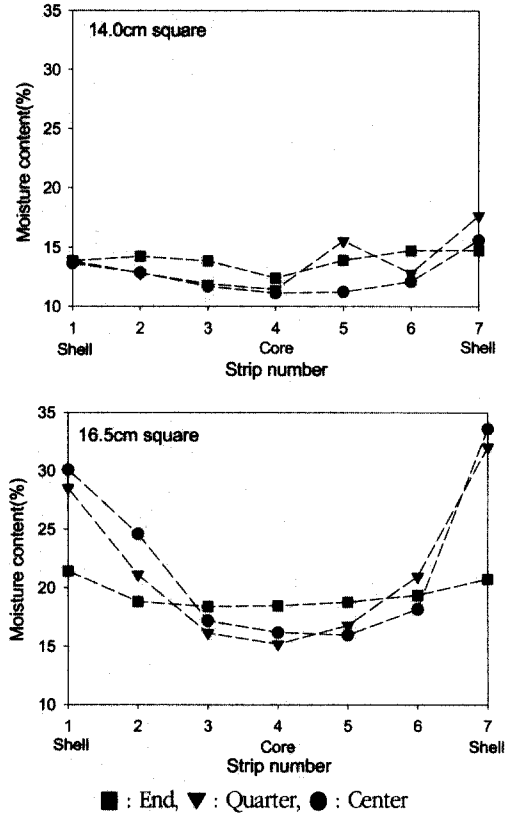 14.0cm square
Moisture content(%)
35
30
25
20
15
10
1 2 3 4 5 6 7
Shell Core Shell
Strip number
16.5cm square
Moisture content(%)
35
30
25
20
15
10
1 2 3 4 5 6 7
Shell Core Shell
Strip number
■ : End, ▼ : Quarter, ● : Center